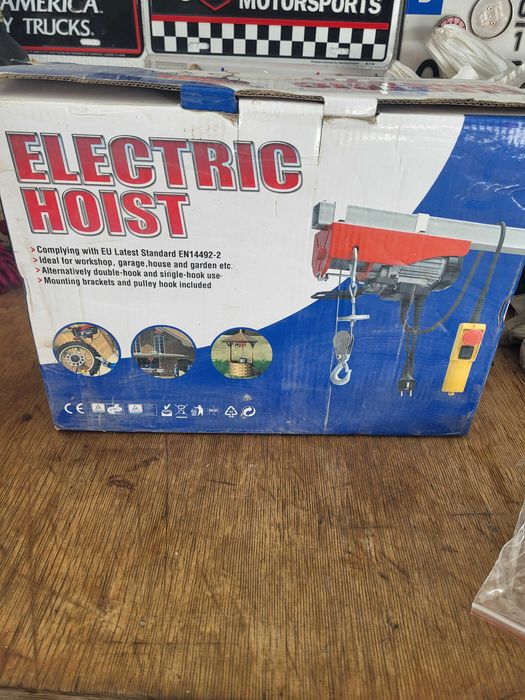 AMERICA
Y TRUCKS.
MOTORSPORTS
ELECTRIC
HOIST
> Complying with EU Latest Standard EN14492-2
> Ideal for workshop, garage,house and garden etc.
> Alternatively double-hook and single-hook use
> Mounting brackets and pulley hook included
CE